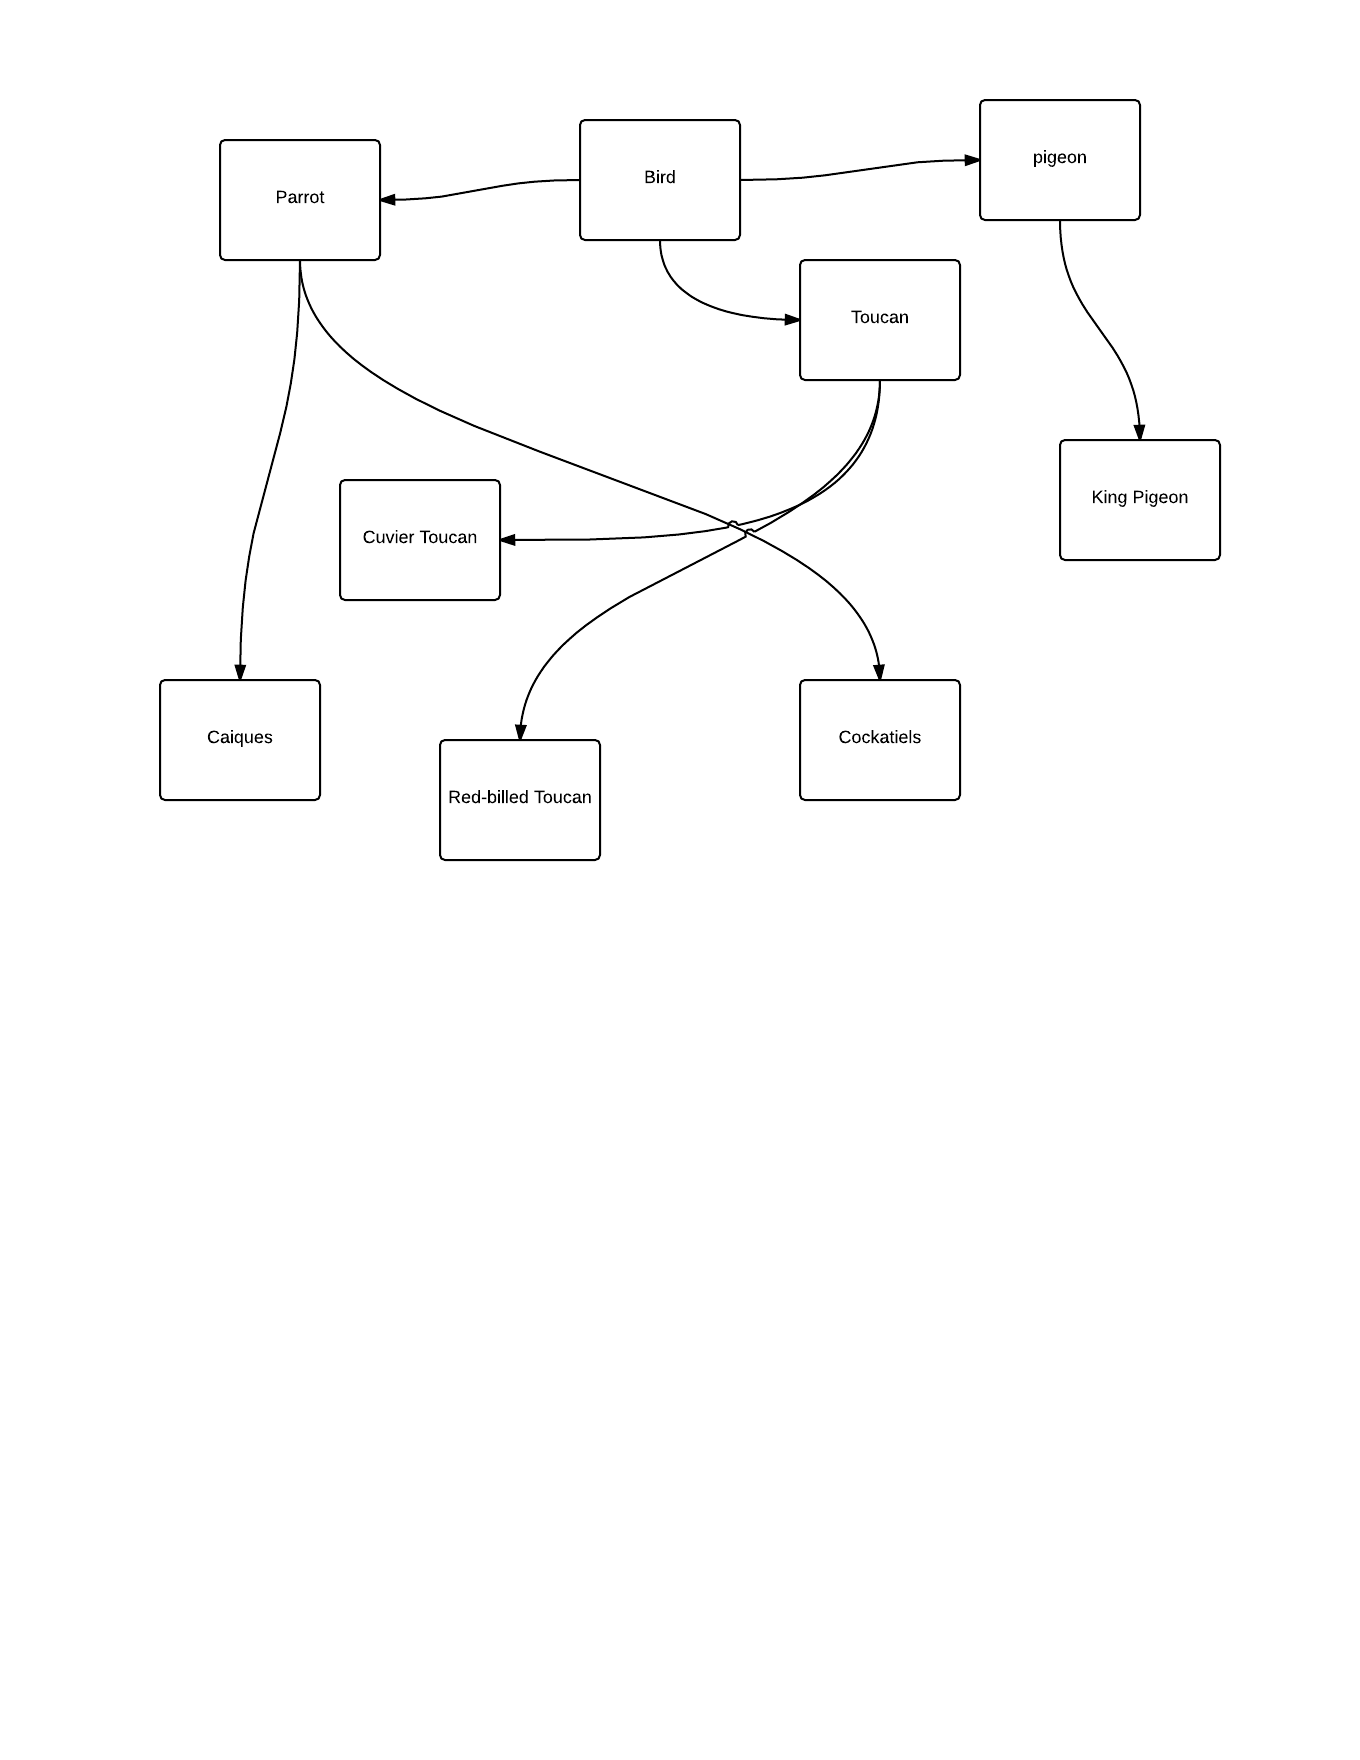 Parrot
Bird
pigeon
Toucan
Cuvier Toucan
King Pigeon
Caiques
Red-billed Toucan
Cockatiels